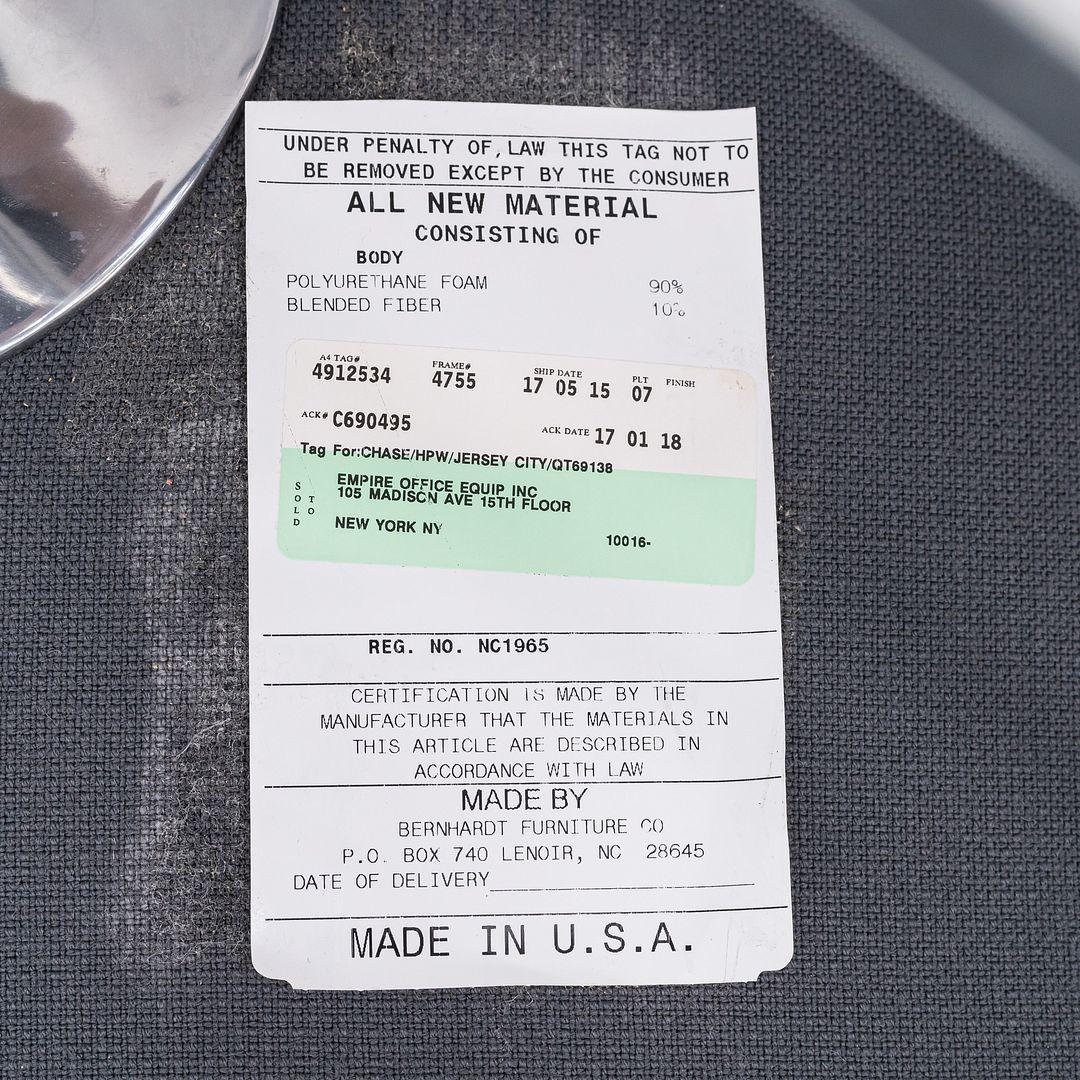 UNDER PENALTY OF,LAW THIS TAG NOT TO
BE REMOVED EXCEPT BY THE CONSUMER
ALL NEW MATERIAL
CONSISTING OF
BODY
POLYURETHANE FOAM 90%
BLENDED FIBER 10%
A4 TAG# FRAME# SHIP DATE PLT FINISH
4912534 4755 17 05 15 07
ACK# C690495 ACK DATE 17 01 18
Tag For:CHASE/HPW/JERSEY CITY/QT69138
SOLD TO
EMPIRE OFFICE EQUIP INC
105 MADISON AVE 15TH FLOOR
NEW YORK NY
10016-
REG. NO. NC1965
CERTIFICATION IS MADE BY THE
MANUFACTURER THAT THE MATERIALS IN
THIS ARTICLE ARE DESCRIBED IN
ACCORDANCE WITH LAW
MADE BY
BERNHARDT FURNITURE CO
P.O. BOX 740 LENOIR, NC 28645
DATE OF DELIVERY
MADE IN U.S.A.